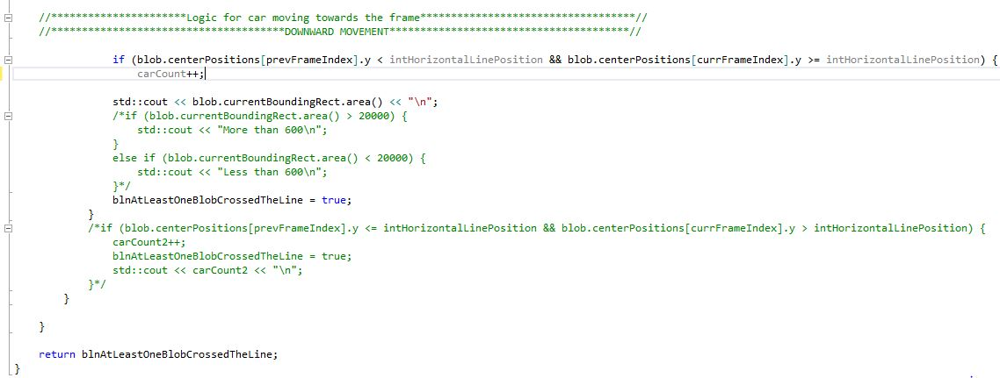 //**********************Logic for car moving towards the frame***********************************//
//**************************************DOWNWARD MOVEMENT***************************************//
if (blob.centerPositions[prevFrameIndex].y < intHorizontalLinePosition && blob.centerPositions[currFrameIndex].y >= intHorizontalLinePosition) {
carCount++;
std::cout << blob.currentBoundingRect.area() << "\n";
/*if (blob.currentBoundingRect.area() > 20000) {
std::cout << "More than 600\n";
}
else if (blob.currentBoundingRect.area() < 20000) {
std::cout << "Less than 600\n";
}*/
blnAtLeastOneBlobCrossedTheLine = true;
}
/*if (blob.centerPositions[prevFrameIndex].y <= intHorizontalLinePosition && blob.centerPositions[currFrameIndex].y > intHorizontalLinePosition) {
carCount2++;
blnAtLeastOneBlobCrossedTheLine = true;
std::cout << carCount2 << "\n";
}*/
}
}
return blnAtLeastOneBlobCrossedTheLine;
}